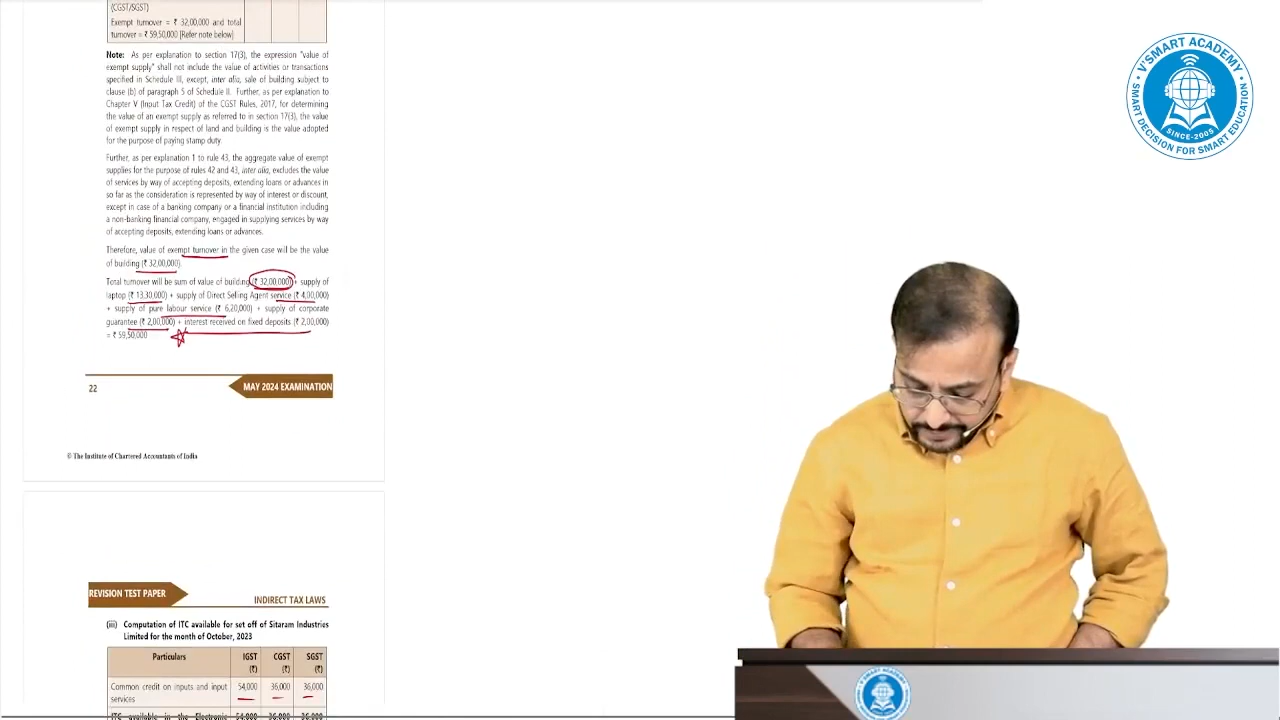 (CGST/SGST)
Exempt turnover = ₹ 32,00,000 and total
turnover = ₹ 59,50,000 [Refer note below]
Note: As per explanation to section 17(3), the expression "value of
exempt supply" shall not include the value of activities or transactions
specified in Schedule III, except, inter alia, sale of building subject to
clause (b) of paragraph 5 of Schedule II. Further, as per explanation to
Chapter V (Input Tax Credit) of the CGST Rules, 2017, for determining
the value of an exempt supply as referred to in section 17(3), the value
of exempt supply in respect of land and building is the value adopted
for the purpose of paying stamp duty.
Further, as per explanation 1 to rule 43, the aggregate value of exempt
supplies for the purpose of rules 42 and 43, inter alia, excludes the value
of services by way of accepting deposits, extending loans or advances in
so far as the consideration is represented by way of interest or discount,
except in case of a banking company or a financial institution including
a non-banking financial company, engaged in supplying services by way
of accepting deposits, extending loans or advances.
Therefore, value of exempt turnover in the given case will be the value
of building (₹ 32,00,000)
Total turnover will be sum of value of building (₹ 32,00,000) + supply of
laptop (₹ 13,30,000) + supply of Direct Selling Agent service (₹ 4,00,000)
+ supply of pure labour service (₹ 6,20,000) + supply of corporate
guarantee (₹ 2,00,000) + interest received on fixed deposits (₹ 2,00,000)
= ₹ 59,50,000
22
MAY 2024 EXAMINATION
© The Institute of Chartered Accountants of India
REVISION TEST PAPER
INDIRECT TAX LAWS
(iii) Computation of ITC available for set off of Sitaram Industries
Limited for the month of October, 2023
Particulars IGST CGST SGST
(₹) (₹) (₹)
Common credit on inputs and input 54,000 36,000 36,000
services
ITC available in the Electronic 54,000 36,000 36,000
V'SMART ACADEMY
SINCE-2005
SMART DECISION FOR SMART EDUCATION